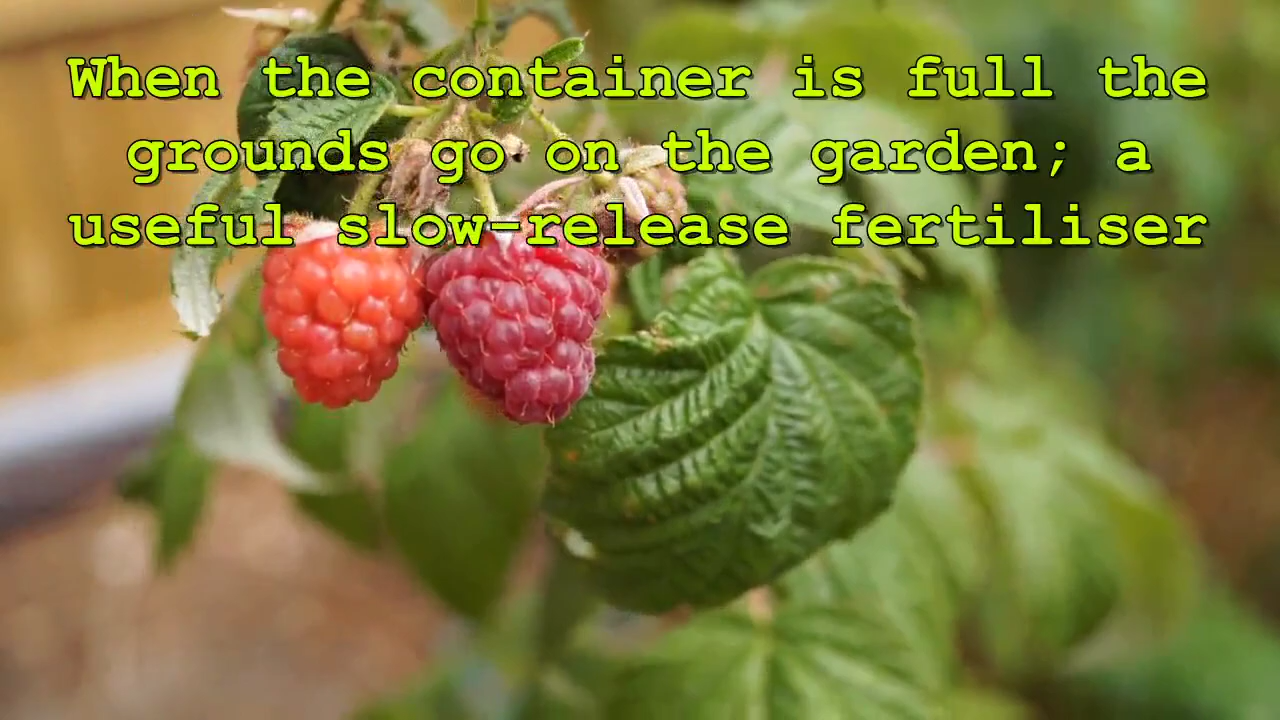 When the container is full the
grounds go on the garden; a
useful slow-release fertiliser